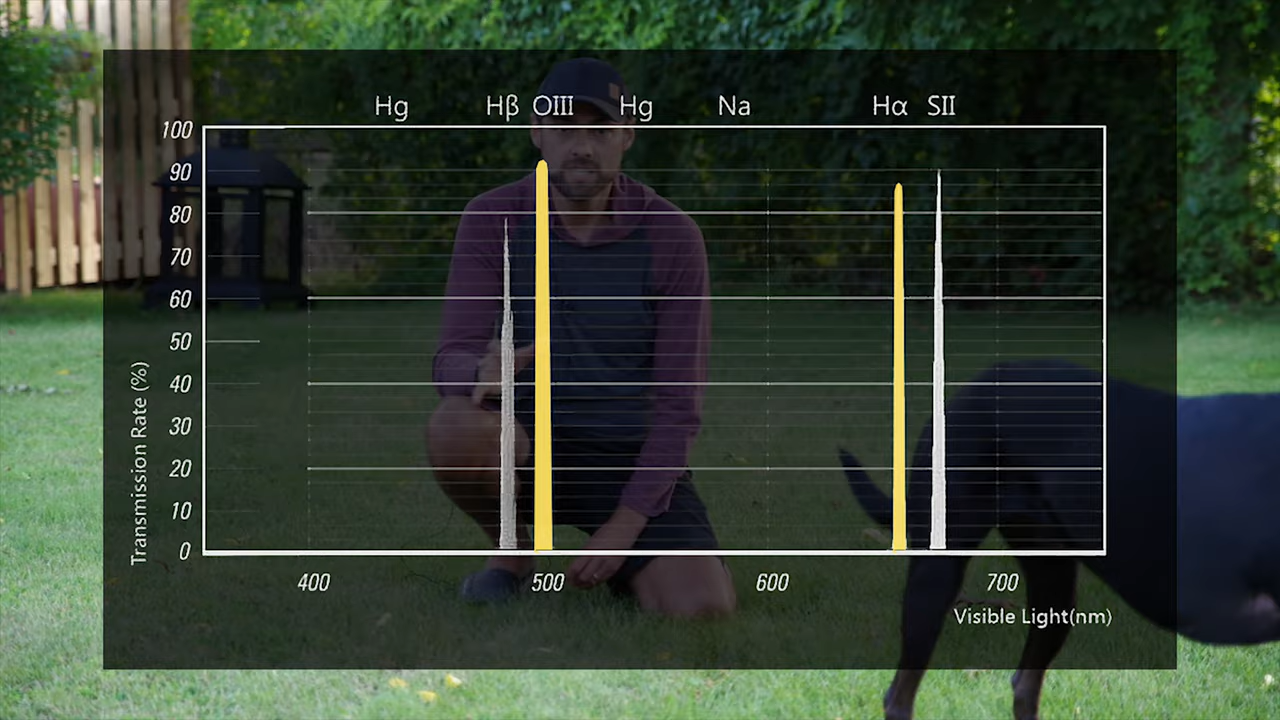 Hg Hβ OIII Hg Na Hα SII
100
90
80
70
60
50
40
30
20
10
0
Transmission Rate (%)
400 500 600 700
Visible Light(nm)